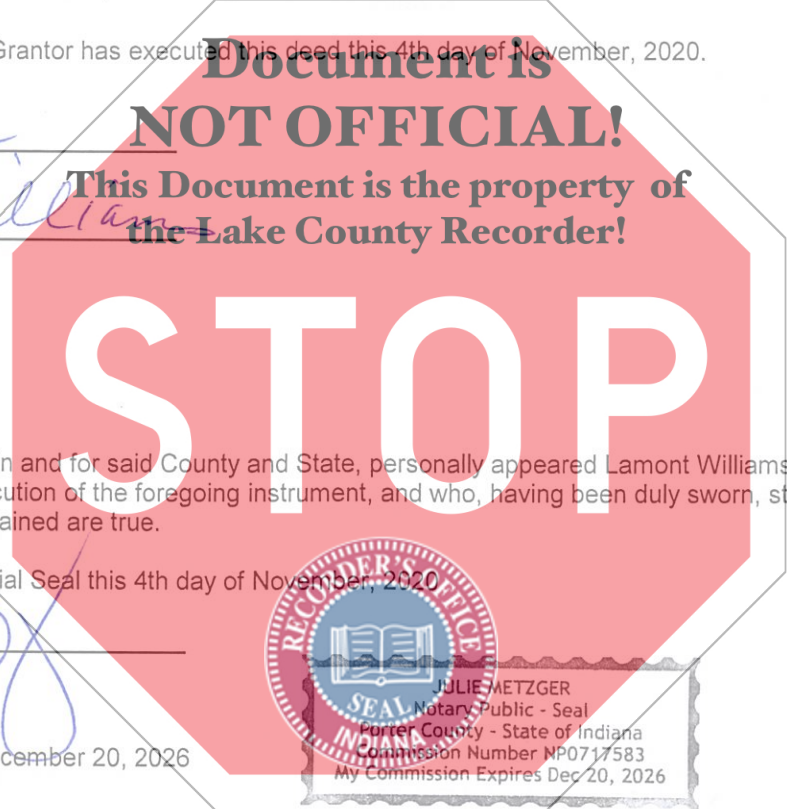 Grantor has executed this deed this 4th day of November, 2020.
Document is
NOT OFFICIAL!
This Document is the property of
the Lake County Recorder!
Williams
STOP
n and for said County and State, personally appeared Lamont Williams
cution of the foregoing instrument, and who, having been duly sworn, st
ained are true.
ial Seal this 4th day of November, 2020
RECORDER'S OFFICE
SEAL
INDIANA
JULIE METZGER
Notary Public - Seal
Porter County - State of Indiana
Commission Number NP0717583
My Commission Expires Dec 20, 2026
cember 20, 2026